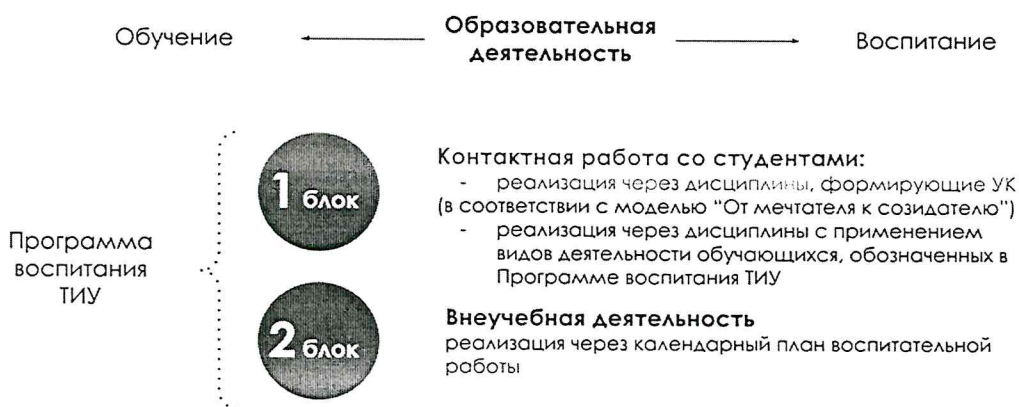 Обучение
Образовательная
деятельность
Воспитание
Программа
воспитания
ТИУ
1 блок
Контактная работа со студентами:
- реализация через дисциплины, формирующие УК
(в соответствии с моделью "От мечтателя к созидателю")
- реализация через дисциплины с применением
видов деятельности обучающихся, обозначенных в
Программе воспитания ТИУ
2 блок
Внеучебная деятельность
реализация через календарный план воспитательной
работы